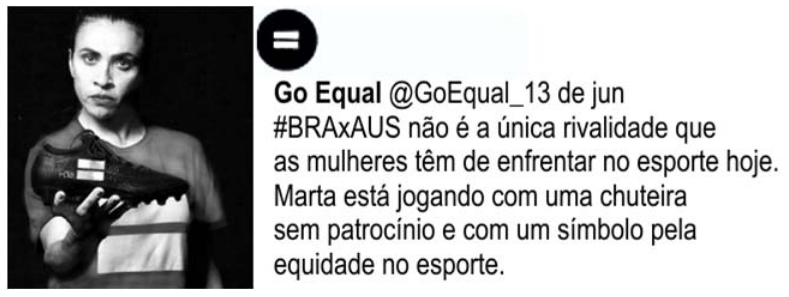 Go Equal @GoEqual_13 de jun
#BRAxAUS não é a única rivalidade que
as mulheres têm de enfrentar no esporte hoje.
Marta está jogando com uma chuteira
sem patrocínio e com um símbolo pela
equidade no esporte.